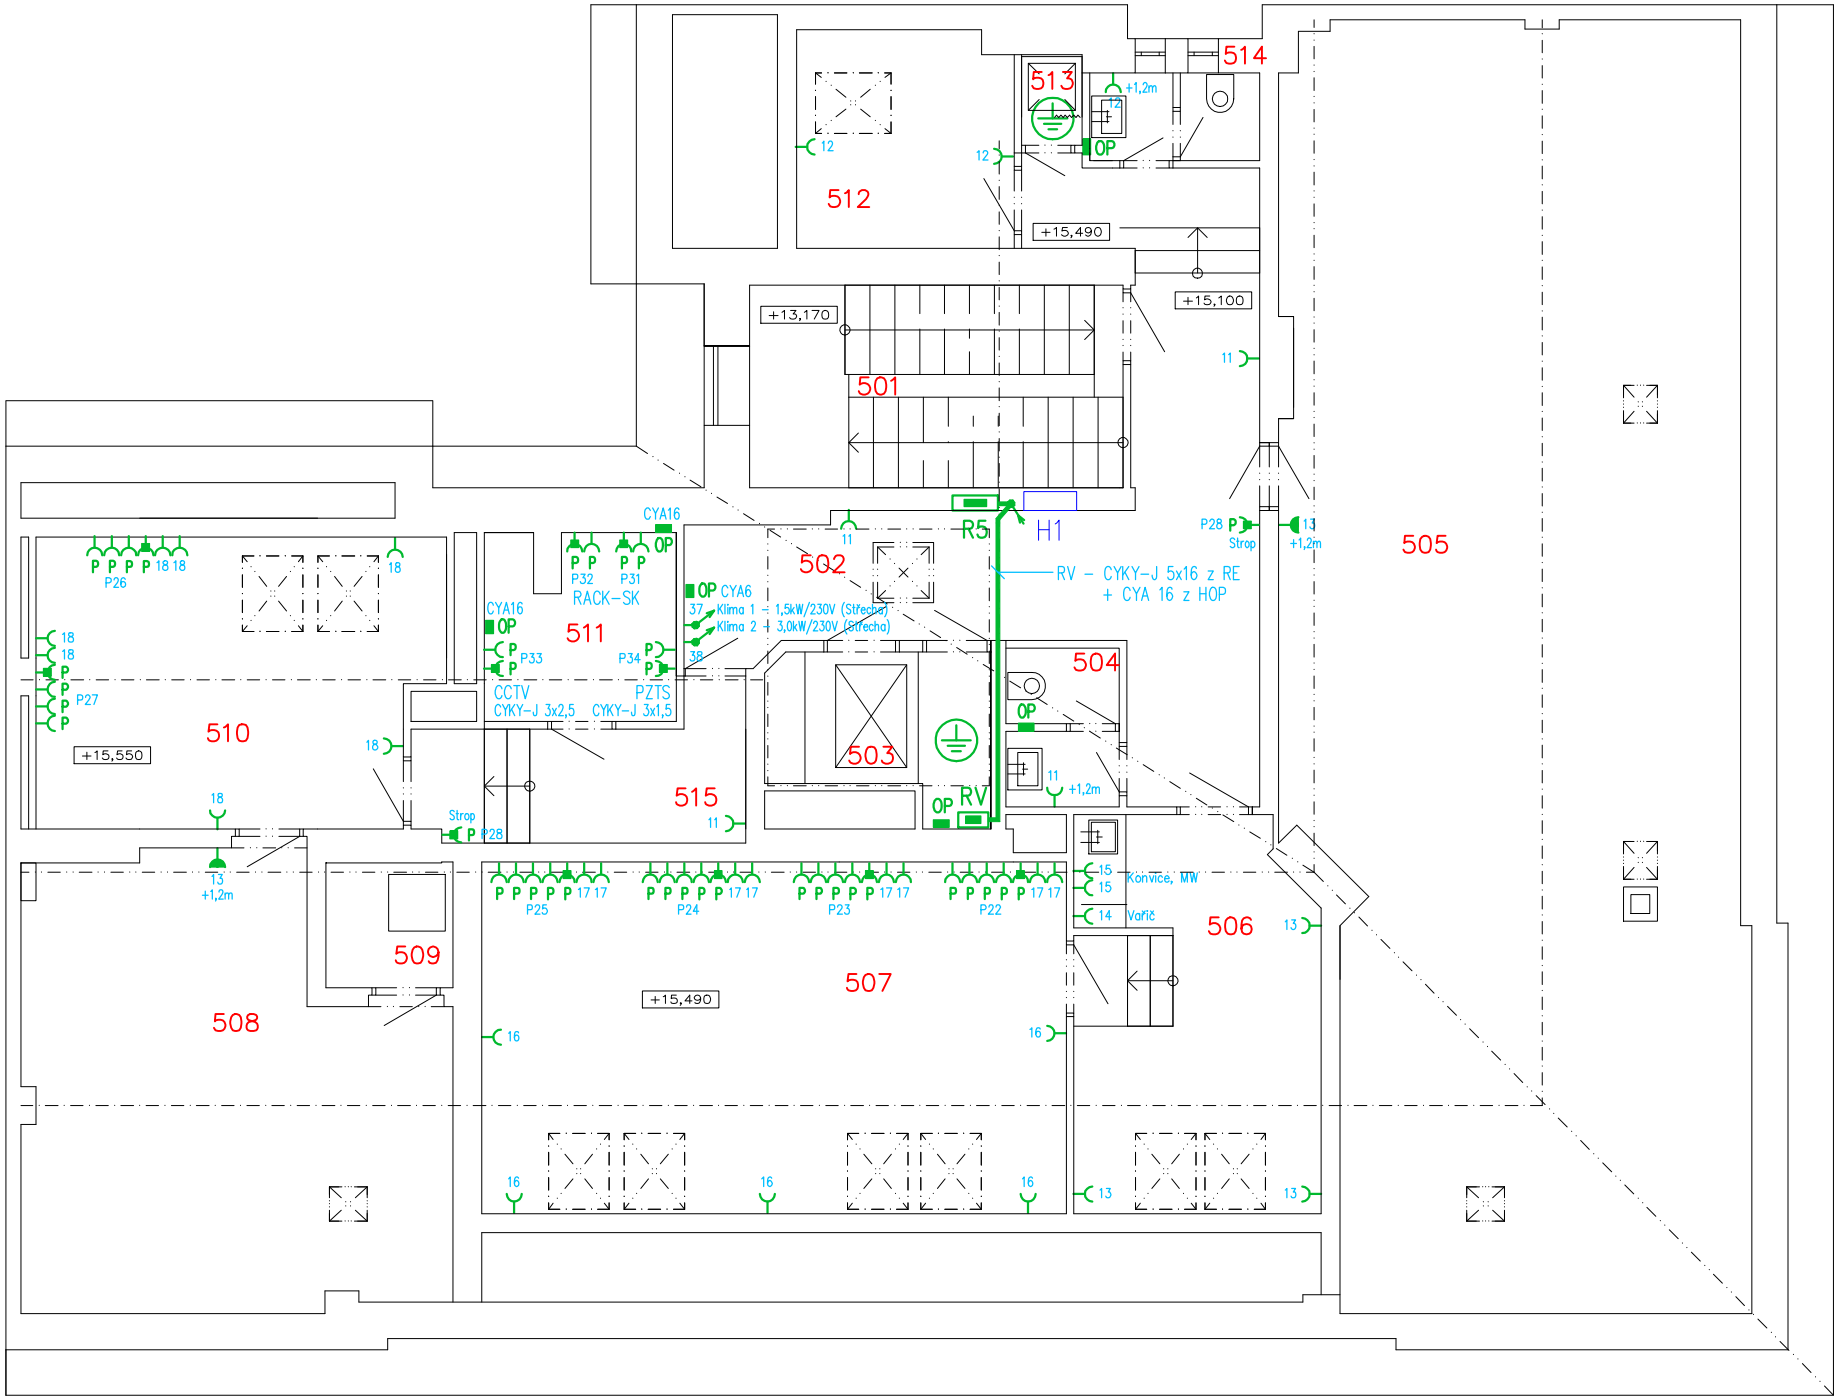 514
513
+1,2m
12
OP
12
12
512
+15,490
+15,100
+13,170
11
501
CYA16
OP
R5
H1
P28
P
13
Strop
+1,2m
505
11
502
P
P
P
P
18
18
P26
18
P
P
P
P
P32
P31
RACK-SK
OP
CYA6
RV - CYKY-J 5x16 z RE
+ CYA 16 z HOP
37
Klima 1 - 1,5kW/230V (Střecha)
Klima 2 - 3,0kW/230V (Střecha)
38
CYA16
OP
511
18
18
P
P
P
P
P27
P
P
P33
P
P
P34
CCTV
CYKY-J 3x2,5
PZTS
CYKY-J 3x1,5
504
OP
510
+15,550
18
503
11
+1,2m
18
515
11
OP
RV
Strop
P
P28
13
+1,2m
P
P
P
P
P
17
17
P25
P
P
P
P
P
17
17
P24
P
P
P
P
P
17
17
P23
P
P
P
P
P
17
17
P22
15
15
Konvice, MW
14
Vařič
506
13
509
507
+15,490
508
16
16
16
16
16
13
13